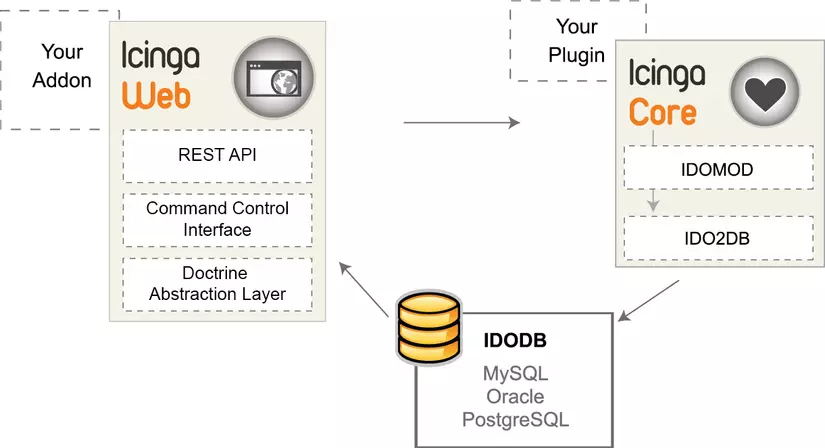 Your
Addon
Icinga
Web
REST API
Command Control
Interface
Doctrine
Abstraction Layer
Your
Plugin
Icinga
Core
IDOMOD
IDO2DB
IDODB
MySQL
Oracle
PostgreSQL